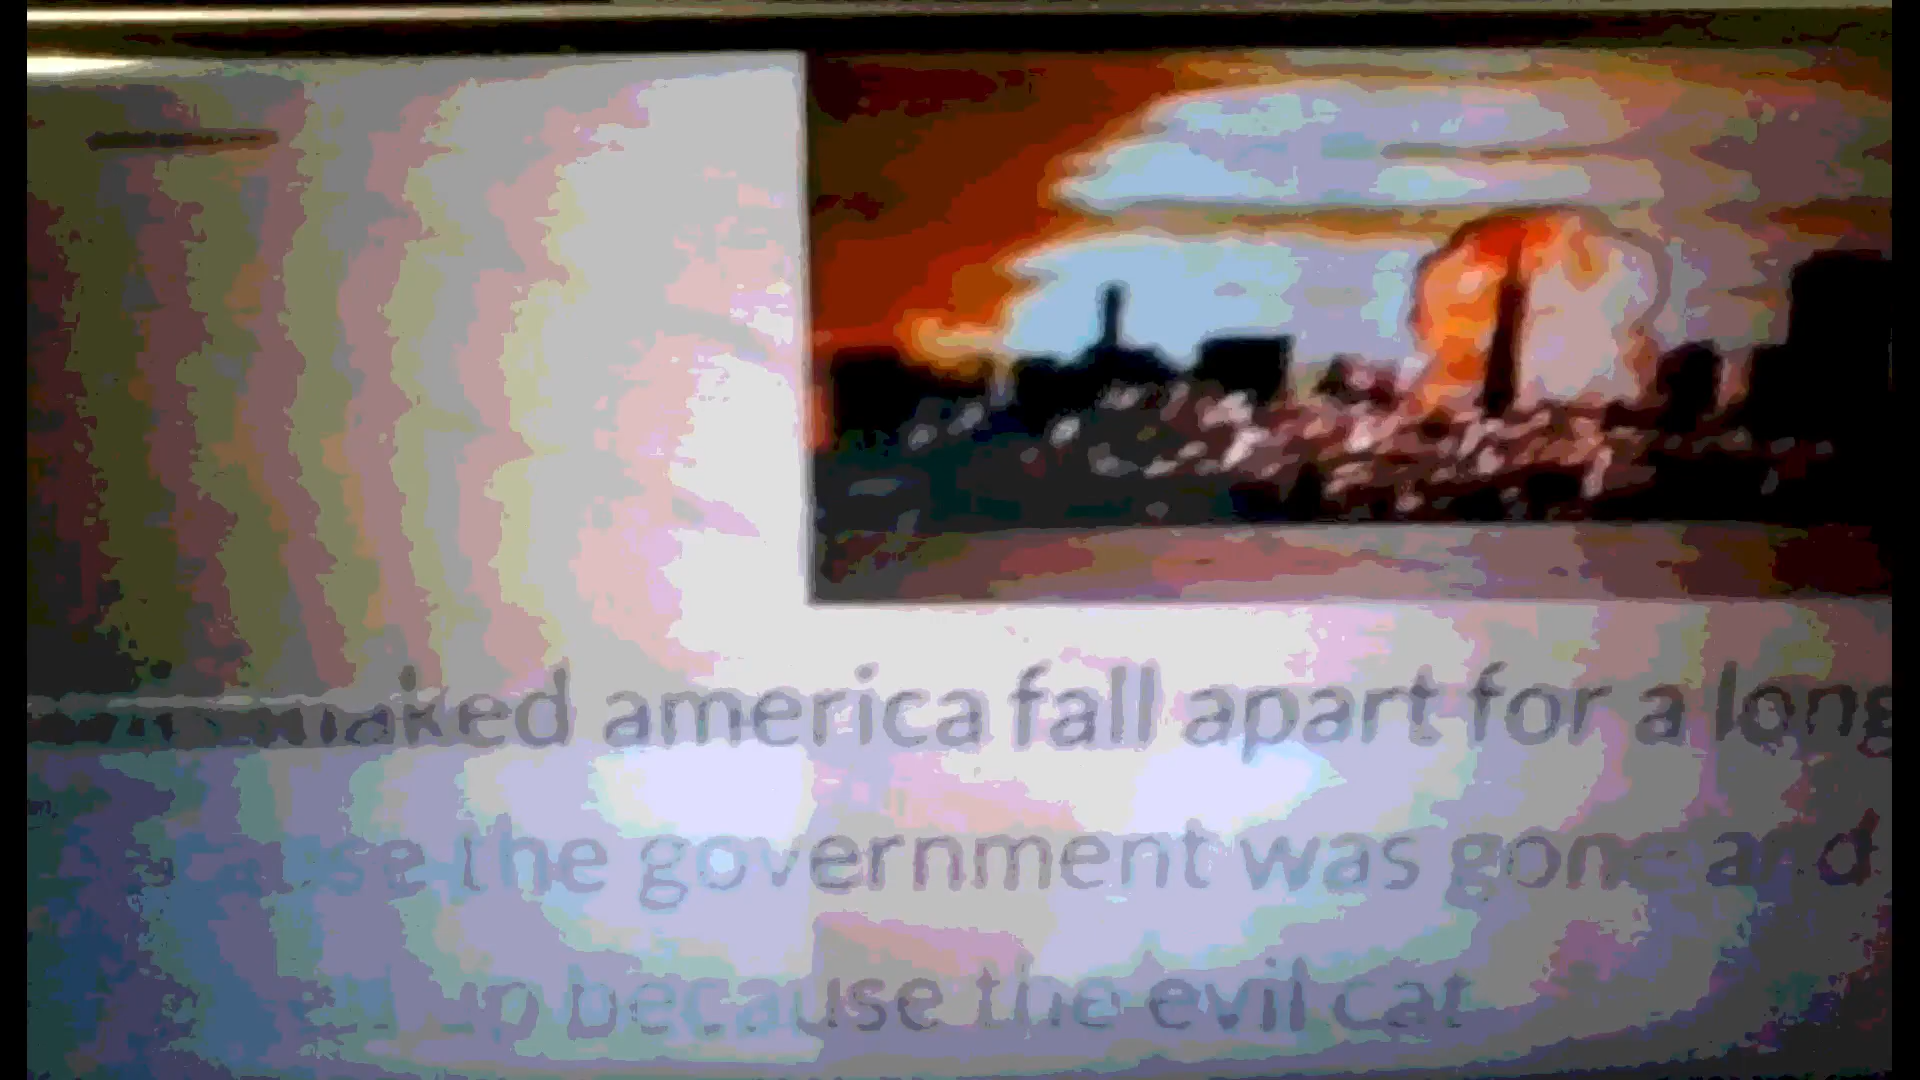 maked america fall apart for a long
the government was gone and
because the evil cat